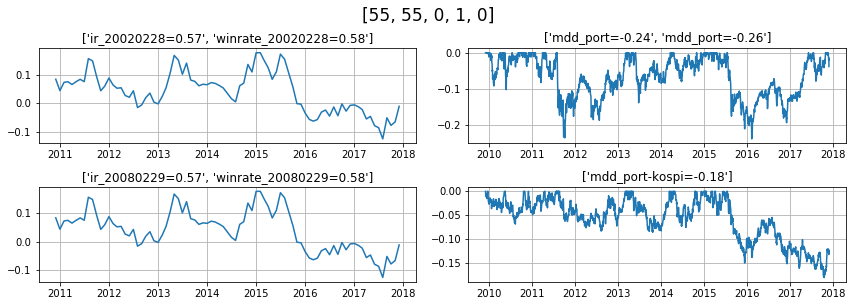 [55, 55, 0, 1, 0]
['ir_20020228=0.57', 'winrate_20020228=0.58']
0.1
0.0
−0.1
2011 2012 2013 2014 2015 2016 2017 2018
['mdd_port=-0.24', 'mdd_port=-0.26']
0.0
−0.1
−0.2
2010 2011 2012 2013 2014 2015 2016 2017 2018
['ir_20080229=0.57', 'winrate_20080229=0.58']
0.1
0.0
−0.1
2011 2012 2013 2014 2015 2016 2017 2018
['mdd_port-kospi=-0.18']
0.00
−0.05
−0.10
−0.15
2010 2011 2012 2013 2014 2015 2016 2017 2018